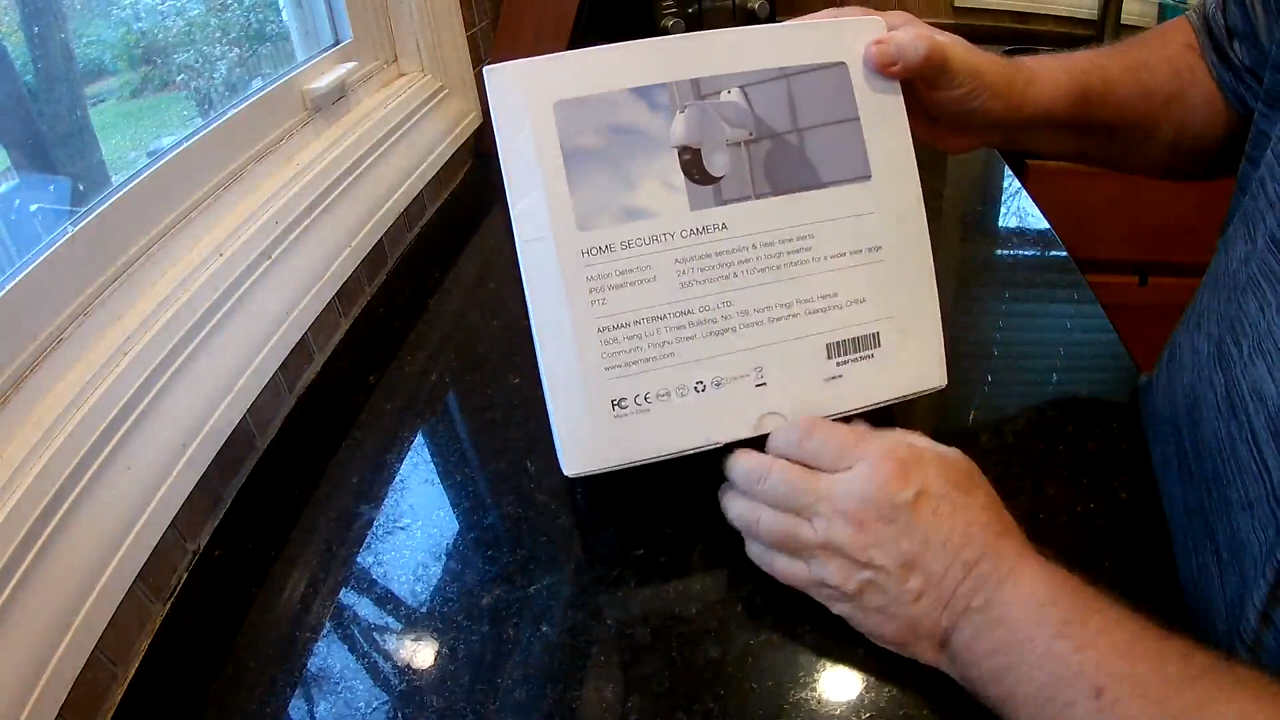 HOME SECURITY CAMERA
Motion Detection: Adjustable sensibility & Real-time alerts
IP66 Weatherproof: 24/7 recordings even in tough weather
PTZ: 355°horizontal & 110°vertical rotation for a wider view range
APEMAN INTERNATIONAL CO., LTD.
1808, Heng Lu E Times Building, No. 159, North Pingji Road, Hehua
Community, Pinghu Street, Longgang District, Shenzhen, Guangdong, CHINA
www.apemans.com
FC CE
Made in China